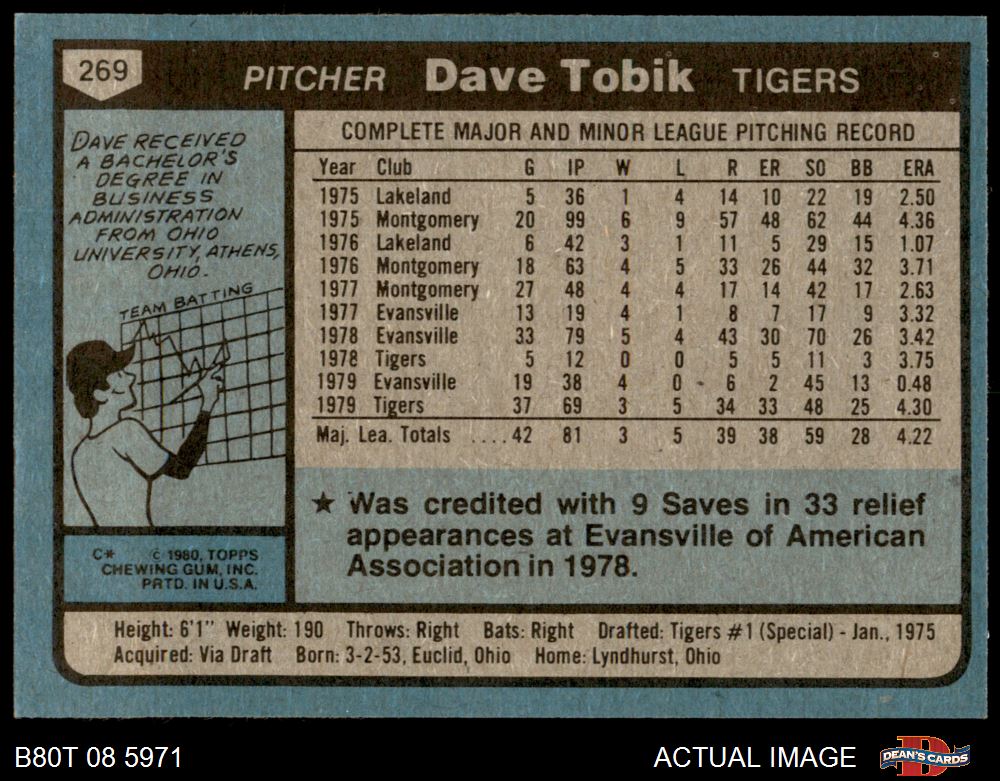 269 PITCHER Dave Tobik TIGERS
DAVE RECEIVED
A BACHELOR'S
DEGREE IN
BUSINESS
ADMINISTRATION
FROM OHIO
UNIVERSITY, ATHENS,
OHIO.
TEAM BATTING
C* © 1980, TOPPS
CHEWING GUM, INC.
PRTD. IN U.S.A.
COMPLETE MAJOR AND MINOR LEAGUE PITCHING RECORD
Year Club G IP W L R ER SO BB ERA
1975 Lakeland 5 36 1 4 14 10 22 19 2.50
1975 Montgomery 20 99 6 9 57 48 62 44 4.36
1976 Lakeland 6 42 3 1 11 5 29 15 1.07
1976 Montgomery 18 63 4 5 33 26 44 32 3.71
1977 Montgomery 27 48 4 4 17 14 42 17 2.63
1977 Evansville 13 19 4 1 8 7 17 9 3.32
1978 Evansville 33 79 5 4 43 30 70 26 3.42
1978 Tigers 5 12 0 0 5 5 11 3 3.75
1979 Evansville 19 38 4 0 6 2 45 13 0.48
1979 Tigers 37 69 3 5 34 33 48 25 4.30
Maj. Lea. Totals ....42 81 3 5 39 38 59 28 4.22
★ Was credited with 9 Saves in 33 relief
appearances at Evansville of American
Association in 1978.
Height: 6'1" Weight: 190 Throws: Right Bats: Right Drafted: Tigers #1 (Special) - Jan., 1975
Acquired: Via Draft Born: 3-2-53, Euclid, Ohio Home: Lyndhurst, Ohio
B80T 08 5971 ACTUAL IMAGE DEAN'S CARDS